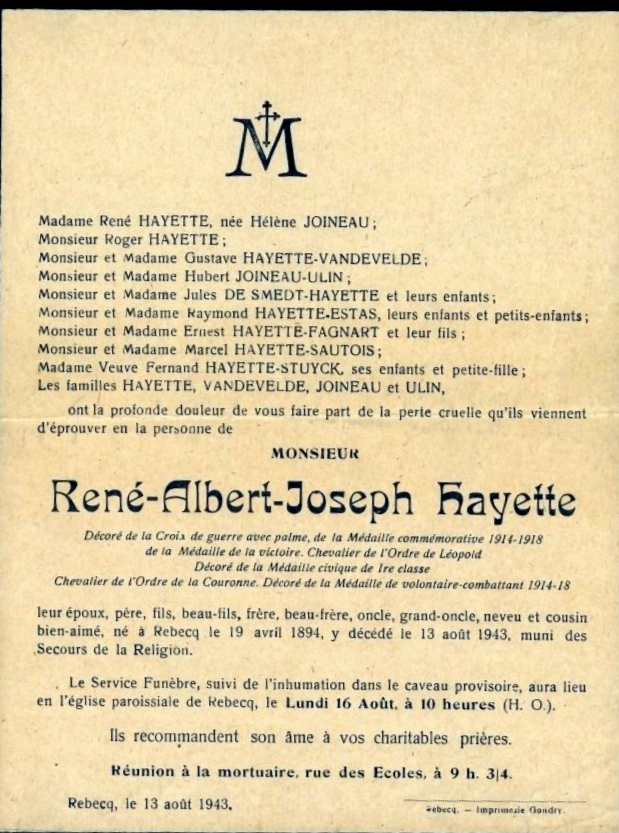 M
Madame René HAYETTE, née Hélène JOINEAU ;
Monsieur Roger HAYETTE ;
Monsieur et Madame Gustave HAYETTE-VANDEVELDE ;
Monsieur et Madame Hubert JOINEAU-ULIN ;
Monsieur et Madame Jules DE SMEDT-HAYETTE et leurs enfants ;
Monsieur et Madame Raymond HAYETTE-ESTAS, leurs enfants et petits-enfants ;
Monsieur et Madame Ernest HAYETTE-FAGNART et leur fils ;
Monsieur et Madame Marcel HAYETTE-SAUTOIS ;
Madame Veuve Fernand HAYETTE-STUYCK, ses enfants et petite-fille ;
Les familles HAYETTE, VANDEVELDE, JOINEAU et ULIN,
ont la profonde douleur de vous faire part de la perte cruelle qu'ils viennent
d'éprouver en la personne de
MONSIEUR
René-Albert-Joseph Hayette
Décoré de la Croix de guerre avec palme, de la Médaille commémorative 1914-1918
de la Médaille de la victoire. Chevalier de l'Ordre de Léopold
Décoré de la Médaille civique de 1re classe
Chevalier de l'Ordre de la Couronne. Décoré de la Médaille de volontaire-combattant 1914-18
leur époux, père, fils, beau-fils, frère, beau-frère, oncle, grand-oncle, neveu et cousin
bien-aimé, né à Rebecq le 19 avril 1894, y décédé le 13 août 1943, muni des
Secours de la Religion.
Le Service Funèbre, suivi de l'inhumation dans le caveau provisoire, aura lieu
en l'église paroissiale de Rebecq, le Lundi 16 Août, à 10 heures (H. O.).
Ils recommandent son âme à vos charitables prières.
Réunion à la mortuaire, rue des Ecoles, à 9 h. 3/4.
Rebecq, le 13 août 1943.
Rebecq. — Imprimerie Gondry.